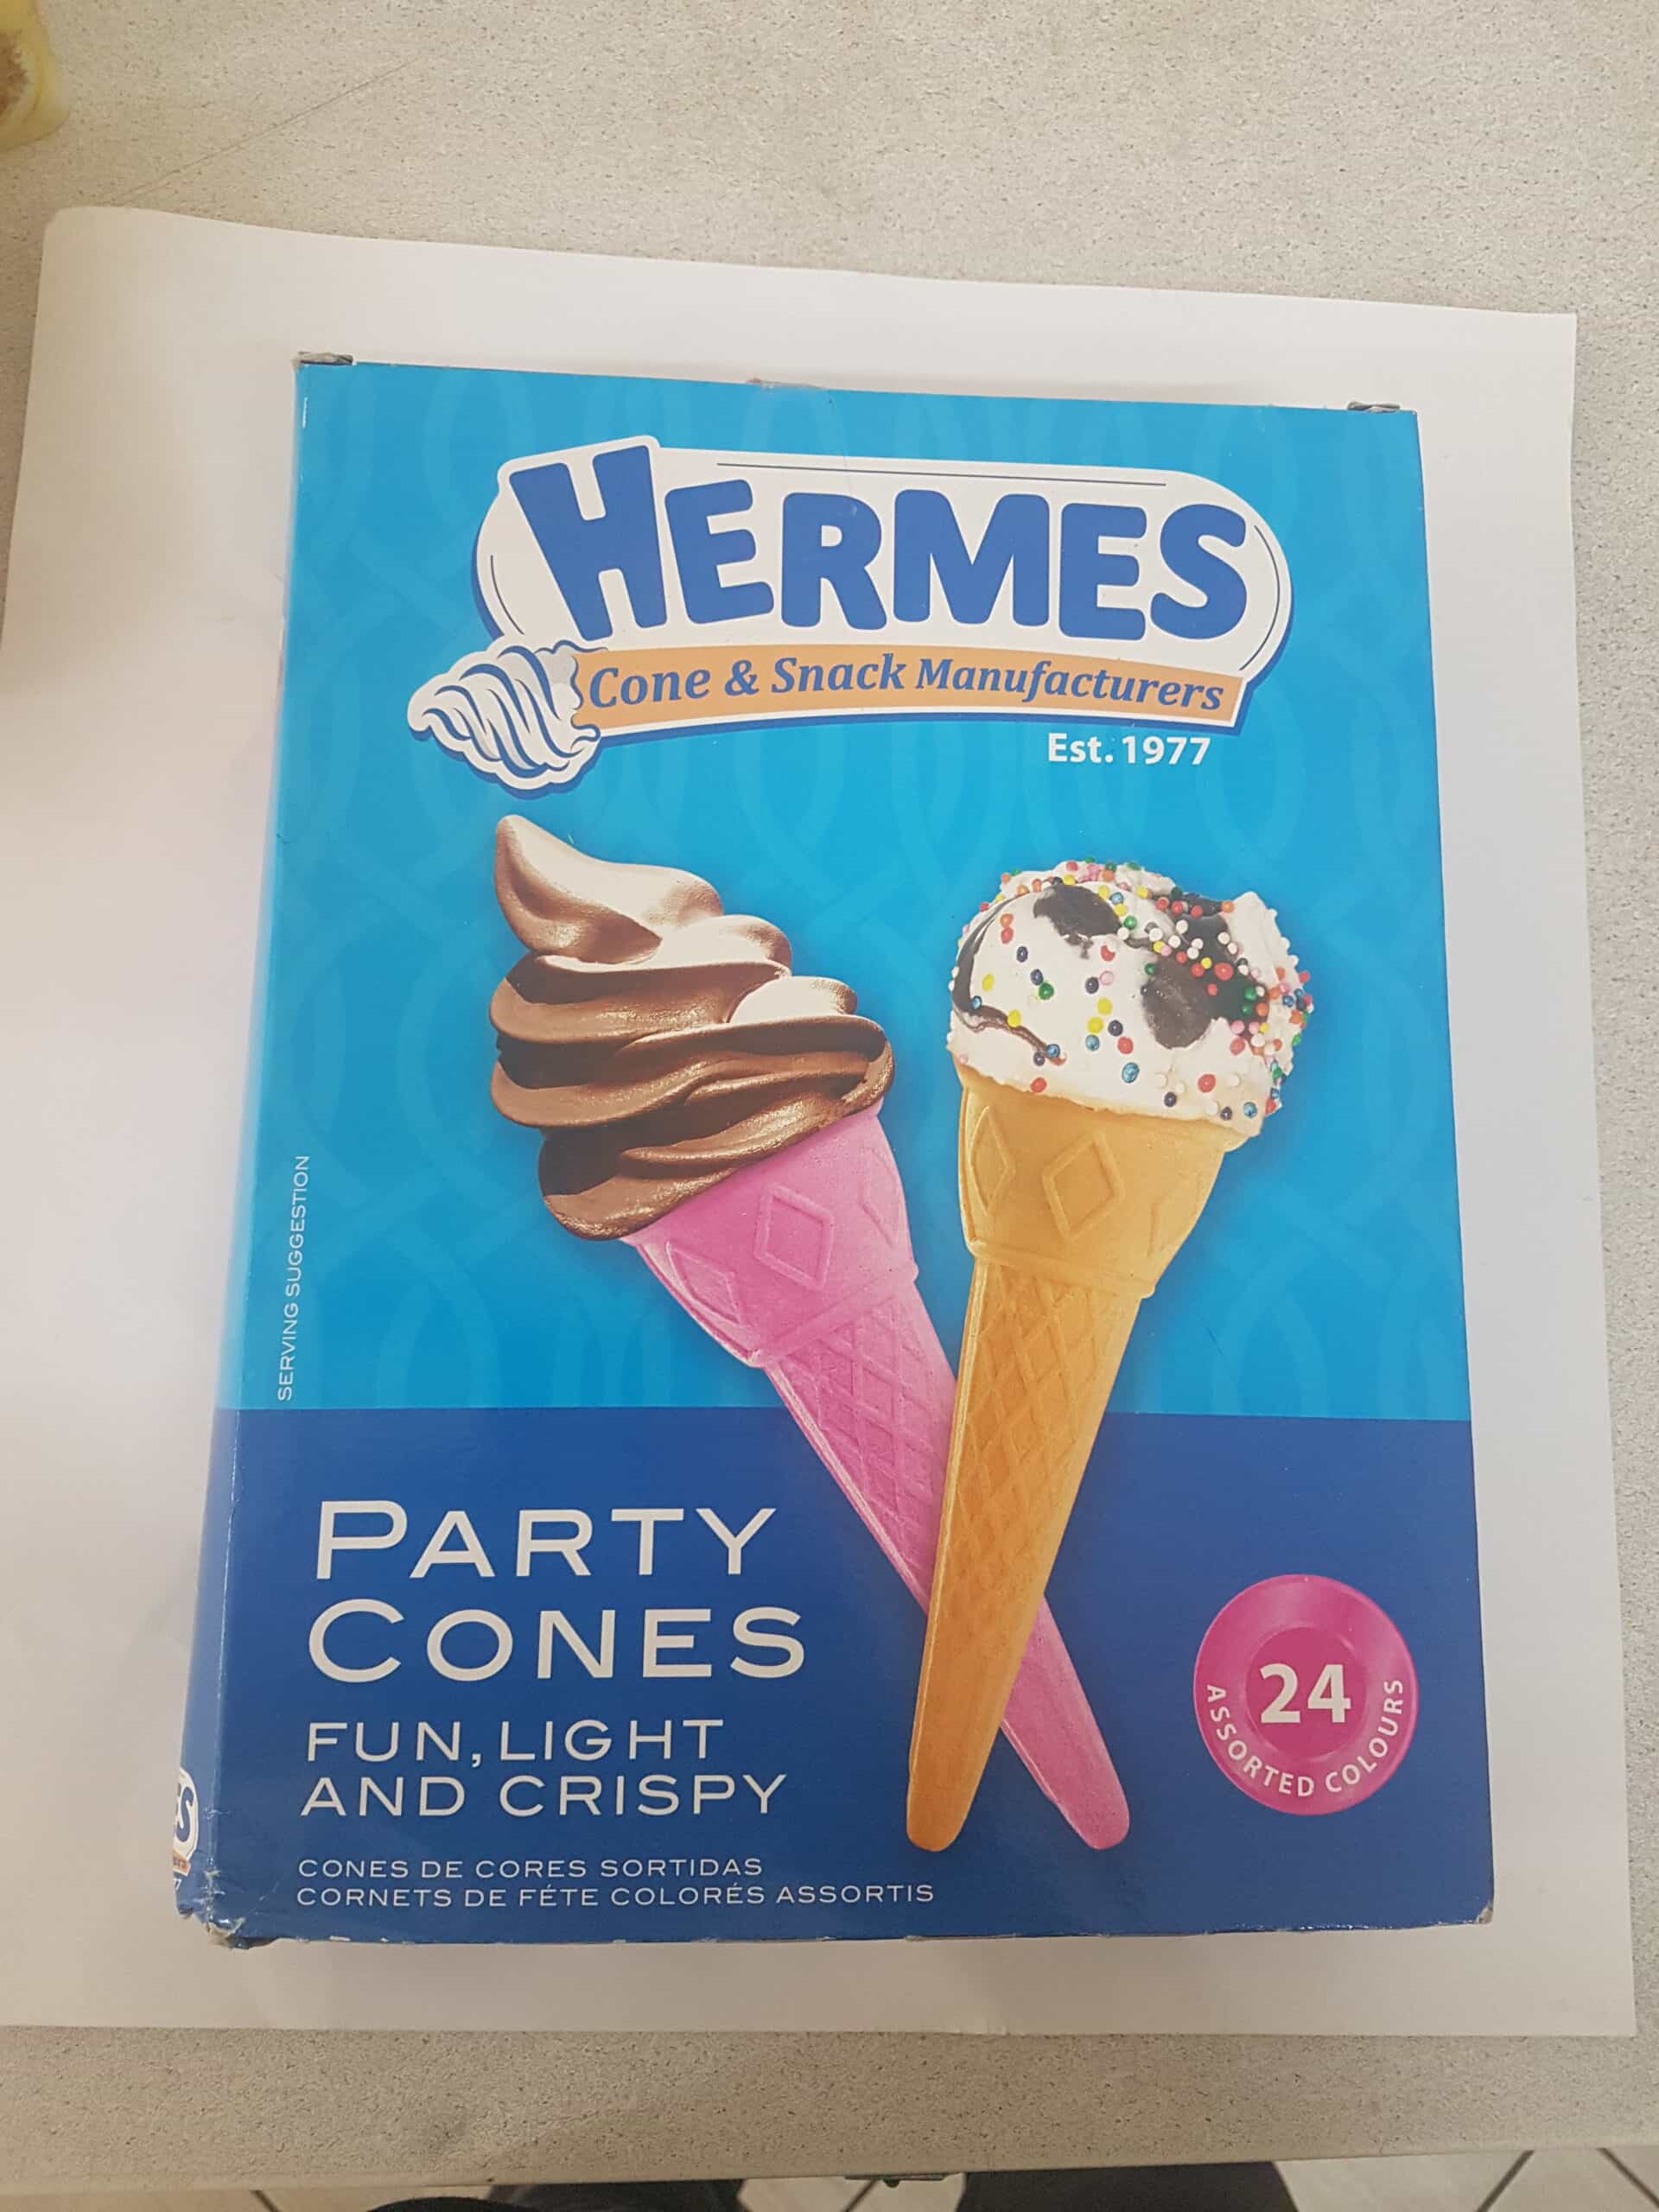 HERMES
Cone & Snack Manufacturers
Est. 1977
SERVING SUGGESTION
PARTY
CONES
FUN, LIGHT
AND CRISPY
24
ASSORTED COLOURS
CONES DE CORES SORTIDAS
CORNETS DE FÉTE COLORÉS ASSORTIS